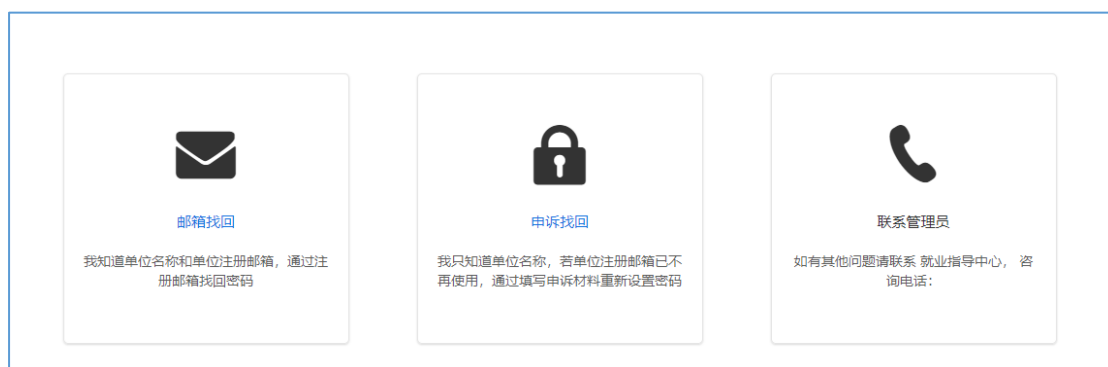 邮箱找回
我知道单位名称和单位注册邮箱，通过注
册邮箱找回密码
申诉找回
我只知道单位名称，若单位注册邮箱已不
再使用，通过填写申诉材料重新设置密码
联系管理员
如有其他问题请联系 就业指导中心， 咨
询电话：